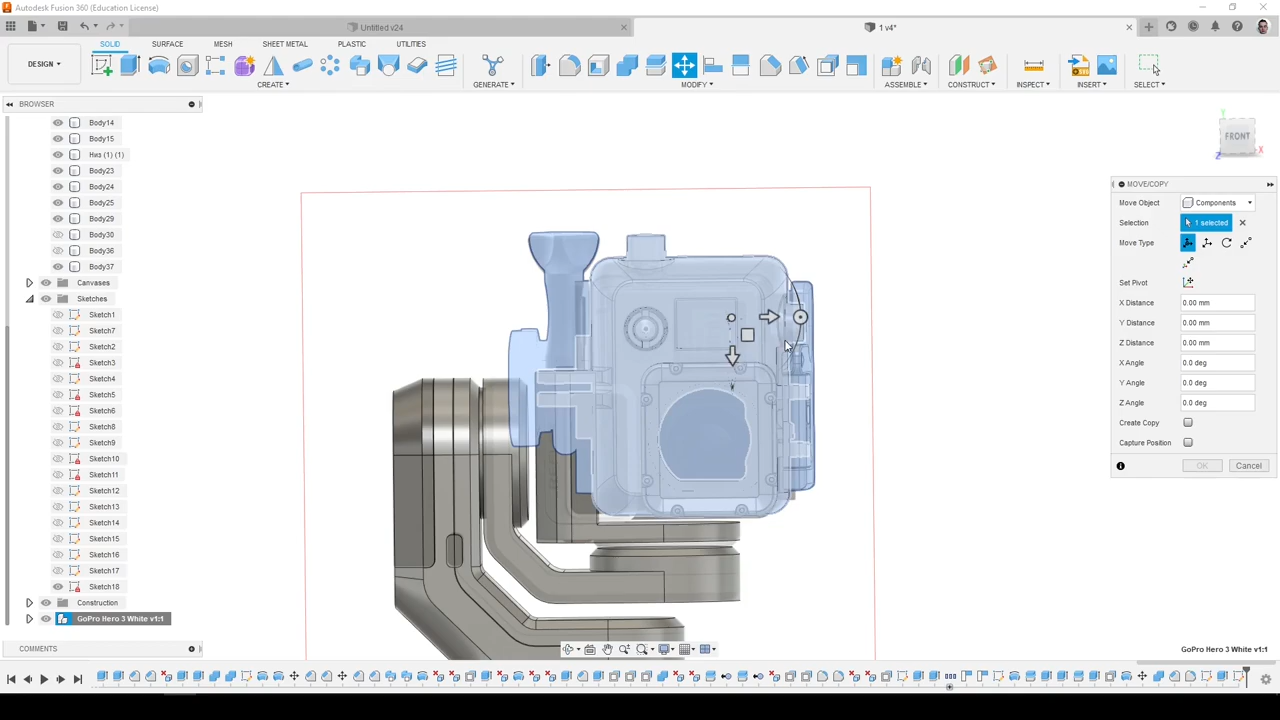 Autodesk Fusion 360 (Education License)
Untitled v24
1 v4*
DESIGN
SOLID SURFACE MESH SHEET METAL PLASTIC UTILITIES
CREATE GENERATE MODIFY ASSEMBLE CONSTRUCT INSPECT INSERT SELECT
BROWSER
Body14
Body15
Низ (1) (1)
Body23
Body24
Body25
Body29
Body30
Body36
Body37
Canvases
Sketches
Sketch1
Sketch7
Sketch2
Sketch3
Sketch4
Sketch5
Sketch6
Sketch8
Sketch9
Sketch10
Sketch11
Sketch12
Sketch13
Sketch14
Sketch15
Sketch16
Sketch17
Sketch18
Construction
GoPro Hero 3 White v1:1
COMMENTS
Y
FRONT
Z
X
MOVE/COPY
Move Object Components
Selection 1 selected
Move Type
Set Pivot
X Distance 0.00 mm
Y Distance 0.00 mm
Z Distance 0.00 mm
X Angle 0.0 deg
Y Angle 0.0 deg
Z Angle 0.0 deg
Create Copy
Capture Position
OK Cancel
GoPro Hero 3 White v1:1